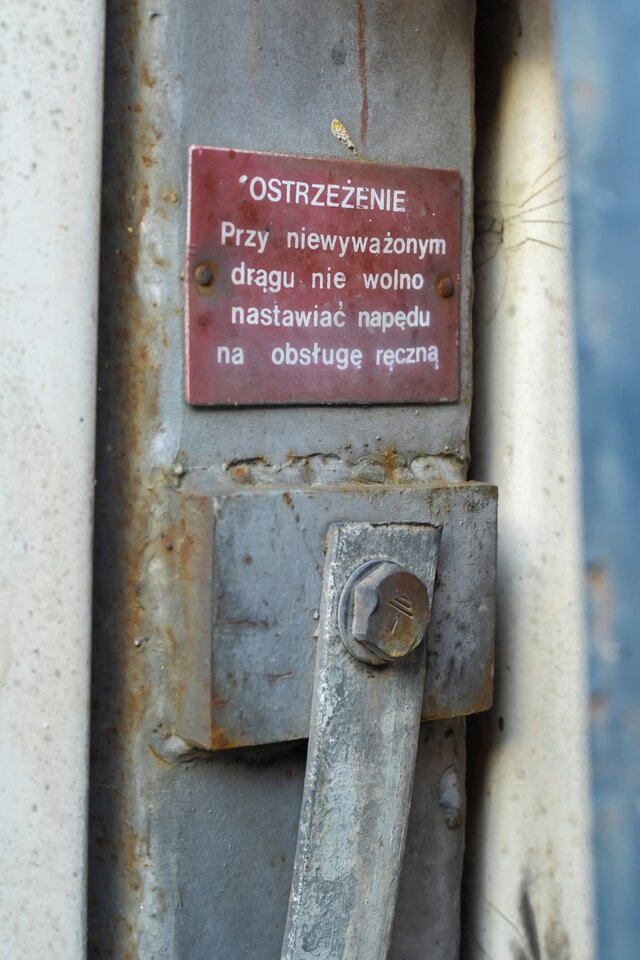 OSTRZEŻENIE
Przy niewyważonym
drągu nie wolno
nastawiać napędu
na obsługę ręczną